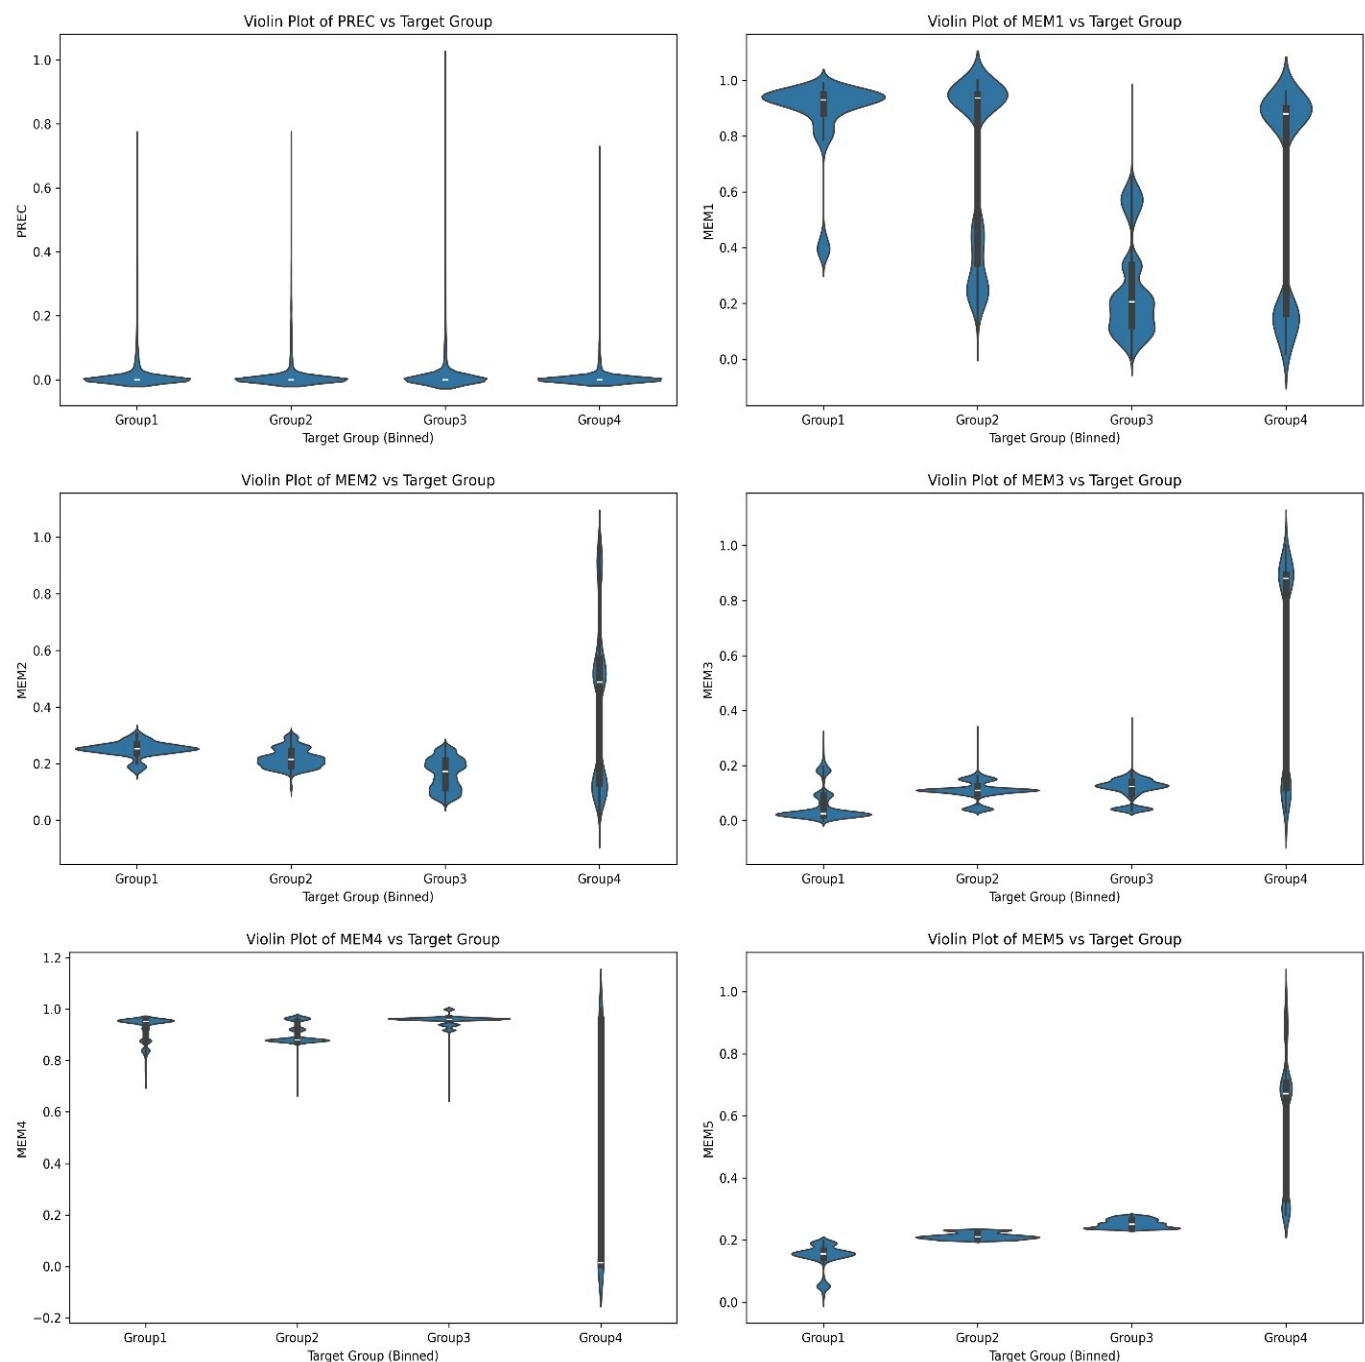 Violin Plot of PREC vs Target Group
PREC
1.0
0.8
0.6
0.4
0.2
0.0
Group1 Group2 Group3 Group4
Target Group (Binned)
Violin Plot of MEM1 vs Target Group
MEM1
1.0
0.8
0.6
0.4
0.2
0.0
Group1 Group2 Group3 Group4
Target Group (Binned)
Violin Plot of MEM2 vs Target Group
MEM2
1.0
0.8
0.6
0.4
0.2
0.0
Group1 Group2 Group3 Group4
Target Group (Binned)
Violin Plot of MEM3 vs Target Group
MEM3
1.0
0.8
0.6
0.4
0.2
0.0
Group1 Group2 Group3 Group4
Target Group (Binned)
Violin Plot of MEM4 vs Target Group
MEM4
1.2
1.0
0.8
0.6
0.4
0.2
0.0
−0.2
Group1 Group2 Group3 Group4
Target Group (Binned)
Violin Plot of MEM5 vs Target Group
MEM5
1.0
0.8
0.6
0.4
0.2
0.0
Group1 Group2 Group3 Group4
Target Group (Binned)